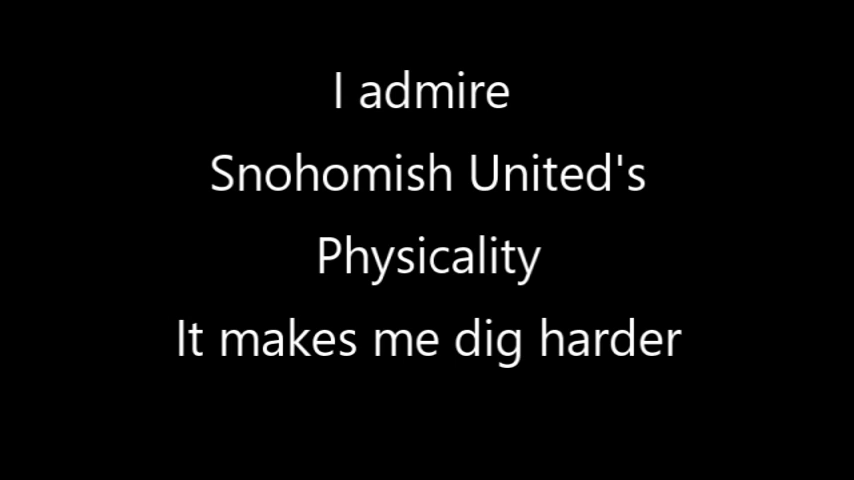 I admire
Snohomish United's
Physicality
It makes me dig harder